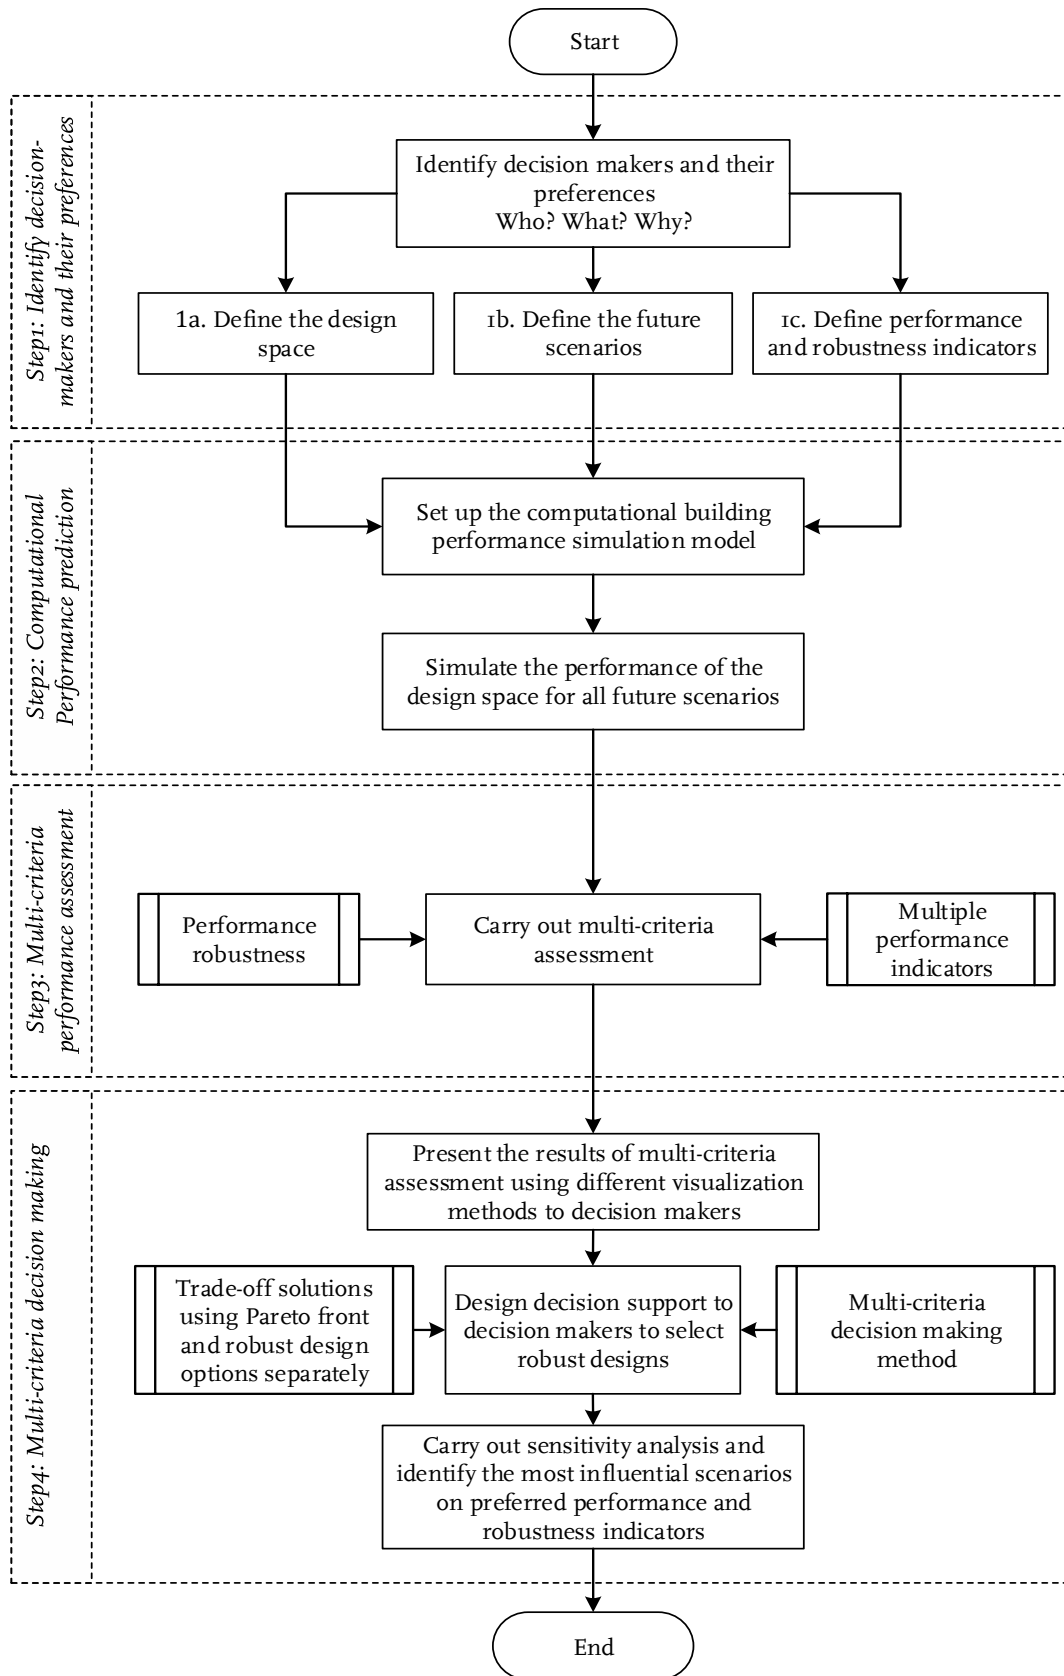 Start
Step1: Identify decision-
makers and their preferences
Identify decision makers and their
preferences
Who? What? Why?
1a. Define the design
space
1b. Define the future
scenarios
1c. Define performance
and robustness indicators
Step2: Computational
Performance prediction
Set up the computational building
performance simulation model
Simulate the performance of the
design space for all future scenarios
Step3: Multi-criteria
performance assessment
Performance
robustness
Carry out multi-criteria
assessment
Multiple
performance
indicators
Step4: Multi-criteria decision making
Present the results of multi-criteria
assessment using different visualization
methods to decision makers
Trade-off solutions
using Pareto front
and robust design
options separately
Design decision support to
decision makers to select
robust designs
Multi-criteria
decision making
method
Carry out sensitivity analysis and
identify the most influential scenarios
on preferred performance and
robustness indicators
End